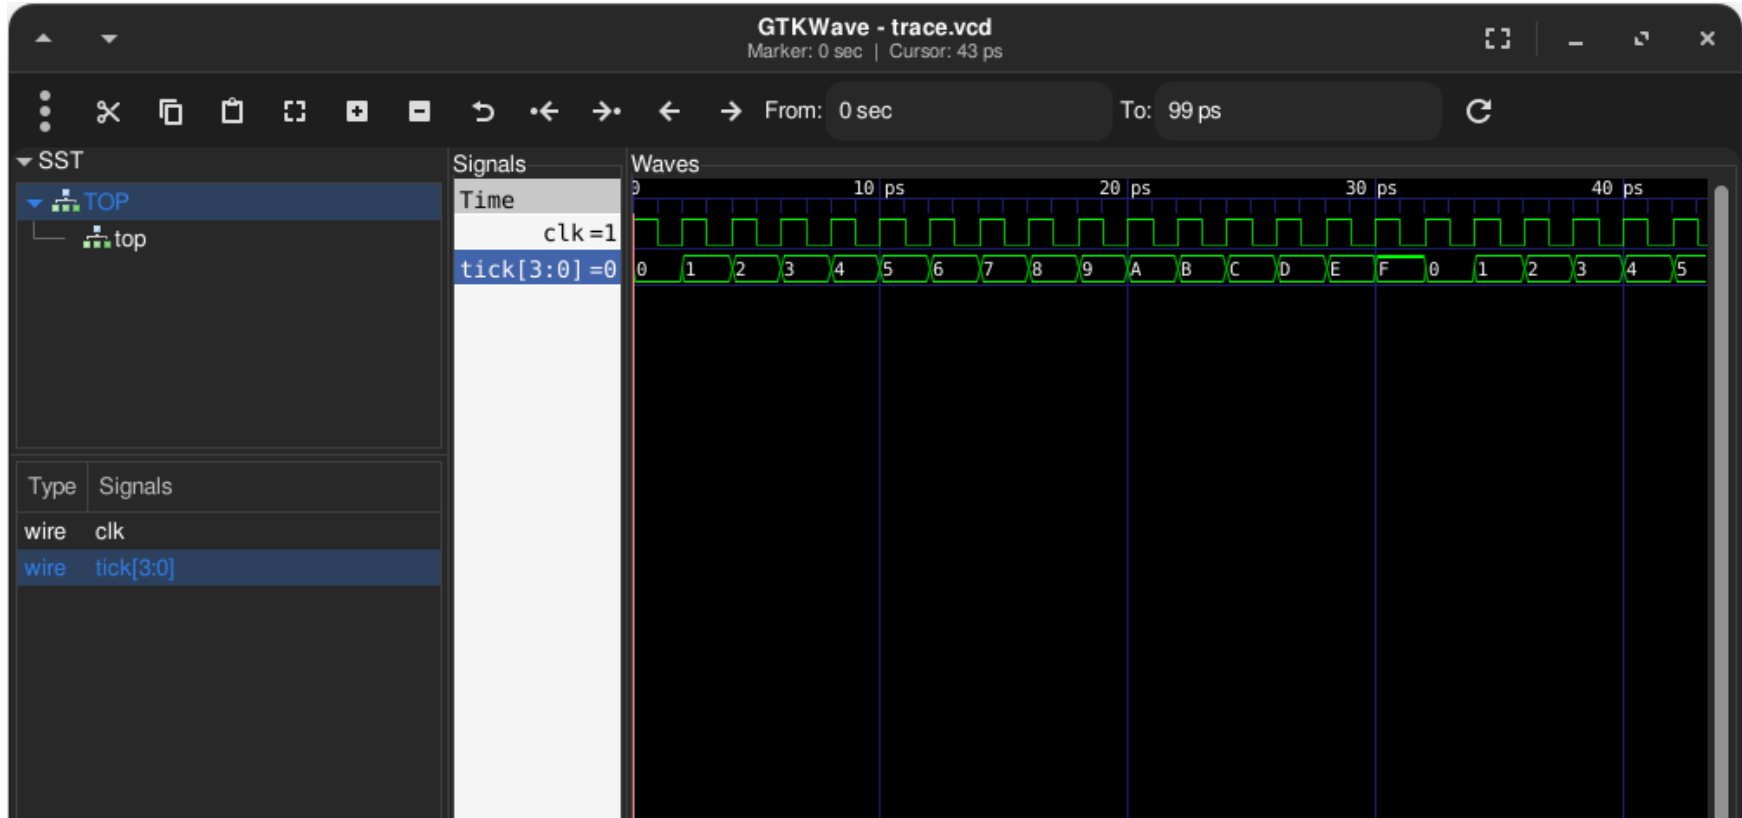 GTKWave - trace.vcd
Marker: 0 sec | Cursor: 43 ps
From: 0 sec To: 99 ps
SST
TOP
top
Type Signals
wire clk
wire tick[3:0]
Signals
Time
clk=1
tick[3:0]=0
Waves
0 10 ps 20 ps 30 ps 40 ps
0 1 2 3 4 5 6 7 8 9 A B C D E F 0 1 2 3 4 5